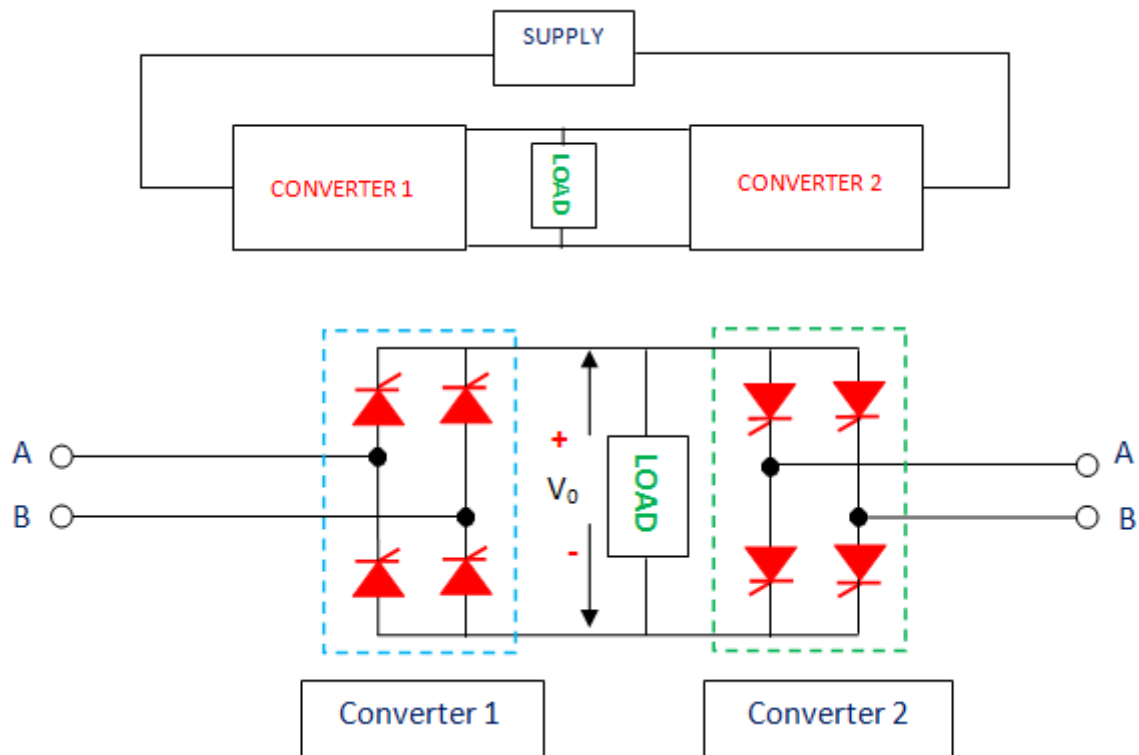 SUPPLY
CONVERTER 1
LOAD
CONVERTER 2
A
B
+
V₀
-
LOAD
A
B
Converter 1
Converter 2